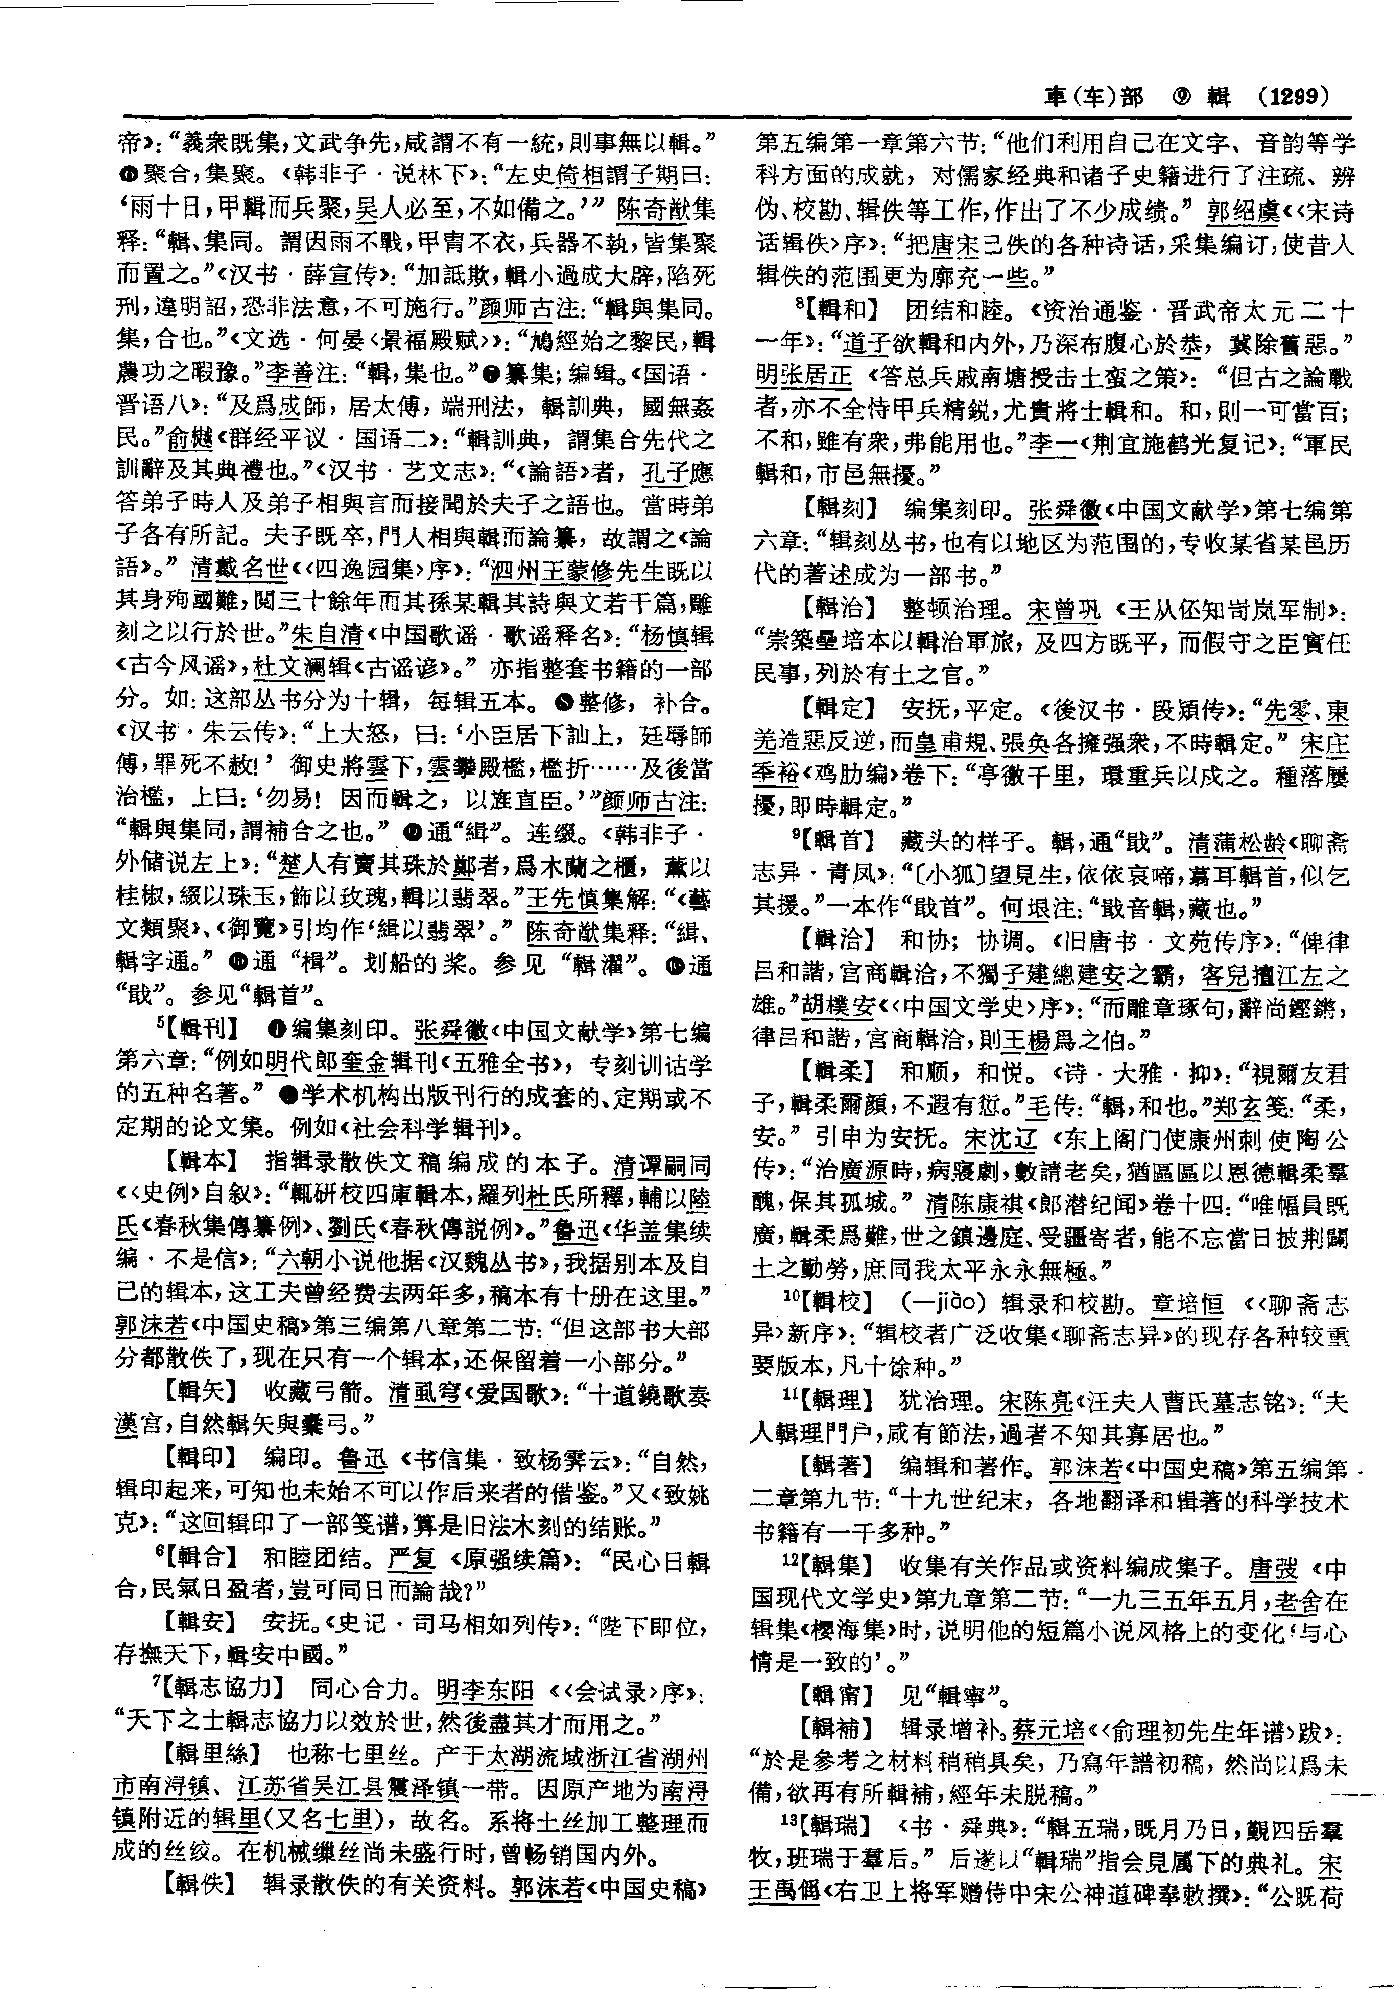 車(车)部 ⑨ 輯 (1299)
帝》：“義衆既集，文武争先，咸謂不有一統，則事無以輯。”
⓰聚合，集聚。《韩非子·说林下》：“左史倚相謂子期曰：
‘雨十日，甲輯而兵聚，吴人必至，不如備之。’” 陈奇猷集
释：“輯、集同。謂因雨不戰，甲冑不衣，兵器不執，皆集聚
而置之。”《汉书·薛宣传》：“加詆欺，輯小過成大辟，陷死
刑，違明詔，恐非法意，不可施行。”颜师古注：“輯與集同。
集，合也。”《文选·何晏〈景福殿赋〉》：“鳩經始之黎民，輯
農功之暇豫。”李善注：“輯，集也。”❼纂集；编辑。《国语·
晋语八》：“及爲成師，居太傅，端刑法，輯訓典，國無姦
民。”俞樾《群经平议·国语二》：“輯訓典，謂集合先代之
訓辭及其典禮也。”《汉书·艺文志》：“《論語》者，孔子應
答弟子時人及弟子相與言而接聞於夫子之語也。當時弟
子各有所記。夫子既卒，門人相與輯而論纂，故謂之《論
語》。” 清戴名世《〈四逸园集〉序》：“泗州王蒙修先生既以
其身殉國難，閲三十餘年而其孫某輯其詩與文若干篇，雕
刻之以行於世。”朱自清《中国歌谣·歌谣释名》：“杨慎辑
《古今风谣》，杜文澜辑《古谣谚》。” 亦指整套书籍的一部
分。如：这部丛书分为十辑，每辑五本。❽整修，补合。
《汉书·朱云传》：“上大怒，曰：‘小臣居下訕上，廷辱師
傅，罪死不赦！’ 御史將雲下，雲攀殿檻，檻折……及後當
治檻，上曰：‘勿易！因而輯之，以旌直臣。’”颜师古注：
“輯與集同，謂補合之也。” ❾通“緝”。连缀。《韩非子·
外储说左上》：“楚人有賣其珠於鄭者，爲木蘭之櫃，薰以
桂椒，綴以珠玉，飾以玫瑰，輯以翡翠。”王先慎集解：“《藝
文類聚》、《御覽》引均作‘緝以翡翠’。” 陈奇猷集释：“緝、
輯字通。” ❿通 “楫”。划船的桨。参见 “輯濯”。⓫通
“戢”。参见“輯首”。
⁵【輯刊】 ❶编集刻印。张舜徽《中国文献学》第七编
第六章：“例如明代郎奎金辑刊《五雅全书》，专刻训诂学
的五种名著。” ❷学术机构出版刊行的成套的、定期或不
定期的论文集。例如《社会科学辑刊》。
【輯本】 指辑录散佚文稿编成的本子。清谭嗣同
《〈史例〉自叙》：“輒研校四庫輯本，羅列杜氏所釋，輔以陸
氏《春秋集傳纂例》、劉氏《春秋傳説例》。”鲁迅《华盖集续
编·不是信》：“六朝小说他据《汉魏丛书》，我据别本及自
己的辑本，这工夫曾经费去两年多，稿本有十册在这里。”
郭沫若《中国史稿》第三编第八章第二节：“但这部书大部
分都散佚了，现在只有一个辑本，还保留着一小部分。”
【輯矢】 收藏弓箭。清虱穹《爱国歌》：“十道鐃歌奏
漢宫，自然輯矢與櫜弓。”
【輯印】 编印。鲁迅《书信集·致杨霁云》：“自然，
辑印起来，可知也未始不可以作后来者的借鉴。”又《致姚
克》：“这回辑印了一部笺谱，算是旧法木刻的结账。”
⁶【輯合】 和睦团结。严复《原强续篇》：“民心日輯
合，民氣日盈者，豈可同日而論哉？”
【輯安】 安抚。《史记·司马相如列传》：“陛下即位，
存撫天下，輯安中國。”
⁷【輯志協力】 同心合力。明李东阳《〈会试录〉序》：
“天下之士輯志協力以效於世，然後盡其才而用之。”
【輯里絲】 也称七里丝。产于太湖流域浙江省湖州
市南浔镇、江苏省吴江县震泽镇一带。因原产地为南浔
镇附近的辑里（又名七里），故名。系将土丝加工整理而
成的丝绞。在机械缫丝尚未盛行时，曾畅销国内外。
【輯佚】 辑录散佚的有关资料。郭沫若《中国史稿》
第五编第一章第六节：“他们利用自己在文字、音韵等学
科方面的成就，对儒家经典和诸子史籍进行了注疏、辨
伪、校勘、辑佚等工作，作出了不少成绩。” 郭绍虞《〈宋诗
话辑佚〉序》：“把唐宋已佚的各种诗话，采集编订，使昔人
辑佚的范围更为廓充一些。”
⁸【輯和】 团结和睦。《资治通鉴·晋武帝太元二十
一年》：“道子欲輯和内外，乃深布腹心於恭，冀除舊惡。”
明张居正《答总兵戚南塘授击土蛮之策》：“但古之論戰
者，亦不全恃甲兵精鋭，尤貴將士輯和。和，則一可當百；
不和，雖有衆，弗能用也。”李一《荆宜施鹤光复记》：“軍民
輯和，市邑無擾。”
【輯刻】 编集刻印。张舜徽《中国文献学》第七编第
六章：“辑刻丛书，也有以地区为范围的，专收某省某邑历
代的著述成为一部书。”
【輯治】 整顿治理。宋曾巩《王从伾知岢岚军制》：
“崇築壘培本以輯治軍旅，及四方既平，而假守之臣實任
民事，列於有土之官。”
【輯定】 安抚，平定。《後汉书·段熲传》：“先零、東
羌造惡反逆，而皇甫規、張奂各擁强衆，不時輯定。” 宋庄
季裕《鸡肋编》卷下：“亭徼千里，環重兵以戍之。種落屢
擾，即時輯定。”
⁹【輯首】 藏头的样子。輯，通“戢”。清蒲松龄《聊斋
志异·青凤》：“〔小狐〕望見生，依依哀啼，䔿耳輯首，似乞
其援。”一本作“戢首”。何垠注：“戢音輯，藏也。”
【輯洽】 和协；协调。《旧唐书·文苑传序》：“俾律
吕和諧，宫商輯洽，不獨子建總建安之霸，客兒擅江左之
雄。”胡樸安《〈中国文学史〉序》：“而雕章琢句，辭尚鏗鏘，
律吕和諧，宫商輯洽，則王楊爲之伯。”
【輯柔】 和顺，和悦。《诗·大雅·抑》：“視爾友君
子，輯柔爾顔，不遐有愆。”毛传：“輯，和也。”郑玄笺：“柔，
安。” 引申为安抚。宋沈辽《东上阁门使康州刺使陶公
传》：“治廣源時，病寖劇，數請老矣，猶區區以恩德輯柔羣
醜，保其孤城。” 清陈康祺《郎潜纪闻》卷十四：“唯幅員既
廣，輯柔爲難，世之鎮邊庭、受疆寄者，能不忘當日披荆闢
土之勤勞，庶同我太平永永無極。”
¹⁰【輯校】 （—jiào）辑录和校勘。章培恒《〈聊斋志
异〉新序》：“辑校者广泛收集《聊斋志异》的现存各种较重
要版本，凡十馀种。”
¹¹【輯理】 犹治理。宋陈亮《汪夫人曹氏墓志铭》：“夫
人輯理門户，咸有節法，過者不知其寡居也。”
【輯著】 编辑和著作。郭沫若《中国史稿》第五编第
二章第九节：“十九世纪末，各地翻译和辑著的科学技术
书籍有一千多种。”
¹²【輯集】 收集有关作品或资料编成集子。唐弢《中
国现代文学史》第九章第二节：“一九三五年五月，老舍在
辑集《樱海集》时，说明他的短篇小说风格上的变化‘与心
情是一致的’。”
【輯甯】 见“輯寧”。
【輯補】 辑录增补。蔡元培《〈俞理初先生年谱〉跋》：
“於是參考之材料稍稍具矣，乃寫年譜初稿，然尚以爲未
備，欲再有所輯補，經年未脱稿。”
¹³【輯瑞】 《书·舜典》：“輯五瑞，既月乃日，覲四岳羣
牧，班瑞于羣后。” 后遂以“輯瑞”指会见属下的典礼。宋
王禹偁《右卫上将军赠侍中宋公神道碑奉敕撰》：“公既荷